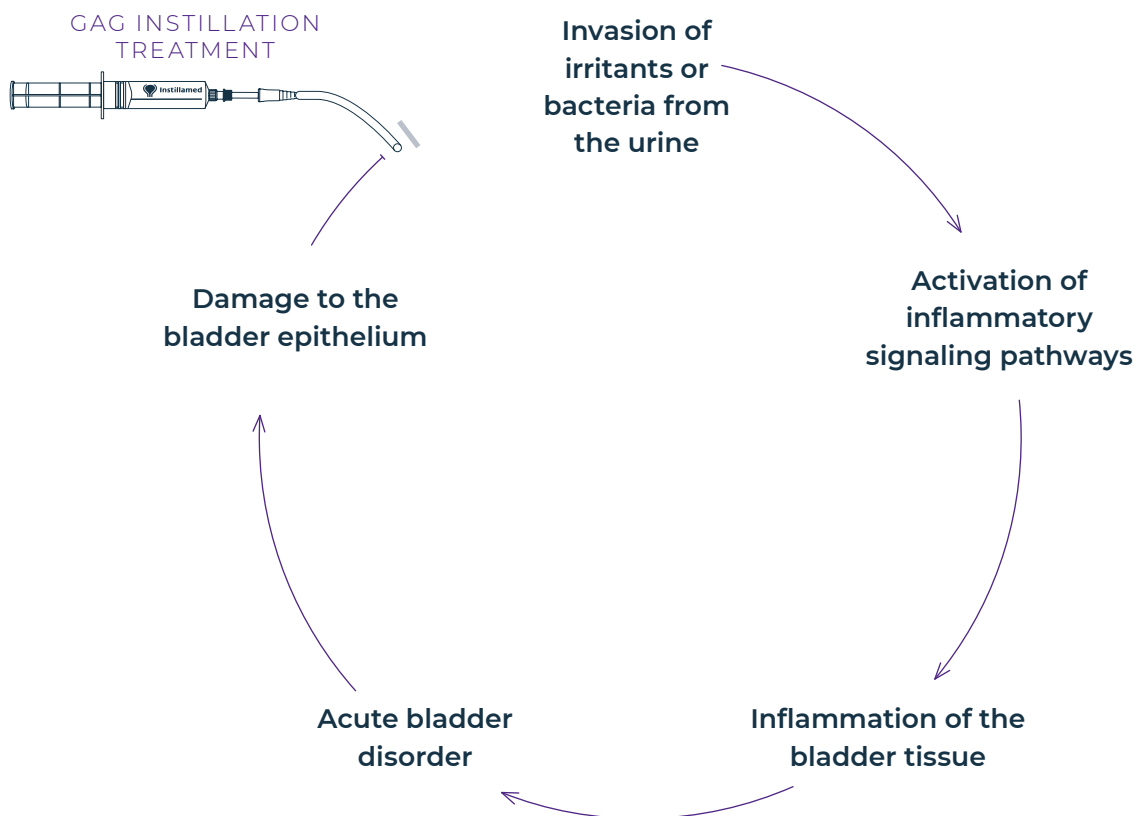 GAG INSTILLATION
TREATMENT
Instillamed
Invasion of
irritants or
bacteria from
the urine
Activation of
inflammatory
signaling pathways
Inflammation of the
bladder tissue
Acute bladder
disorder
Damage to the
bladder epithelium